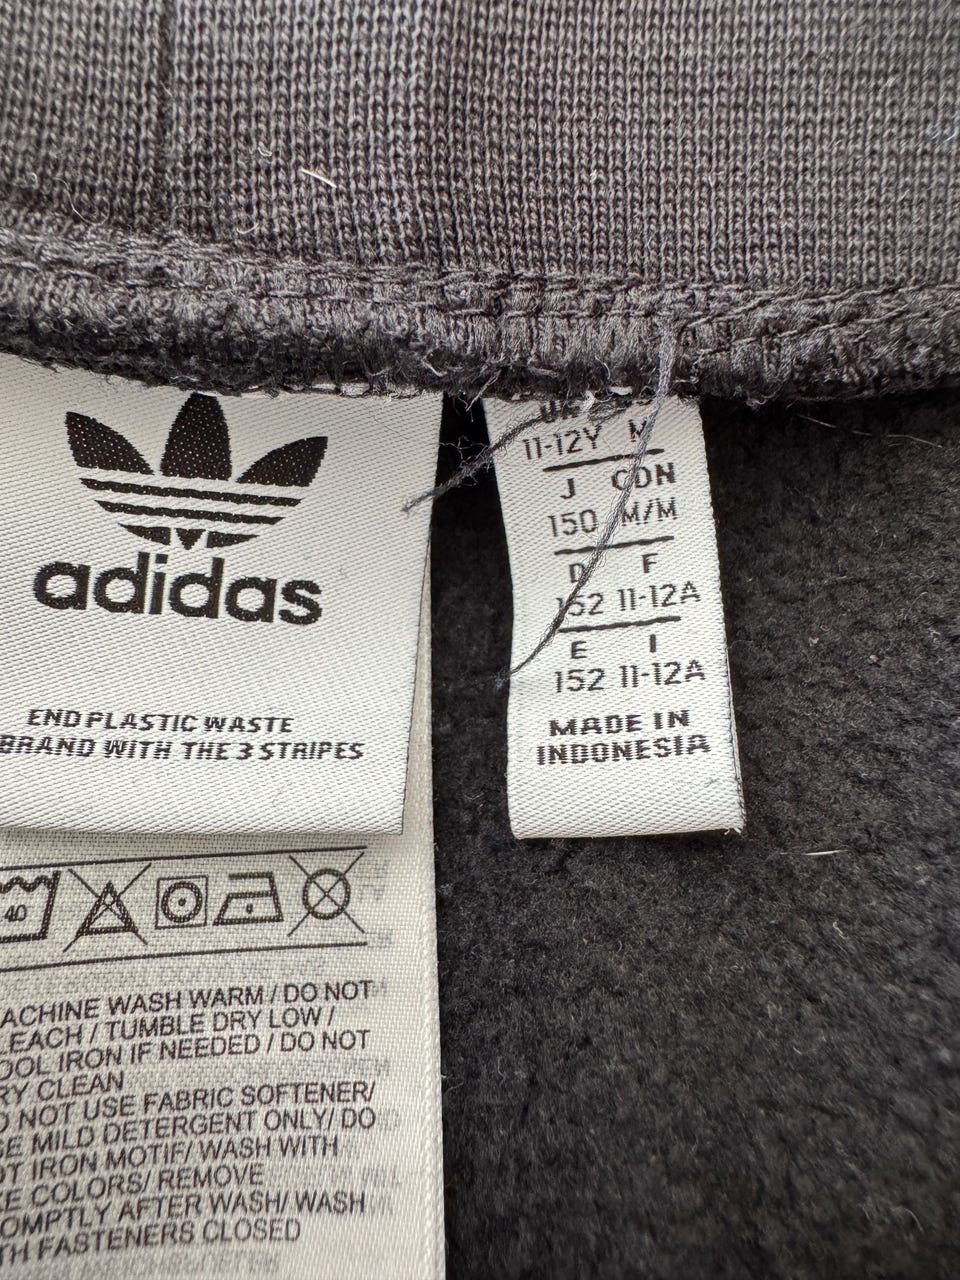 adidas
END PLASTIC WASTE
BRAND WITH THE 3 STRIPES
11-12Y M
J CDN
150 M/M
D F
152 11-12A
E I
152 11-12A
MADE IN
INDONESIA
40
ACHINE WASH WARM / DO NOT
LEACH / TUMBLE DRY LOW /
OOL IRON IF NEEDED / DO NOT
RY CLEAN
O NOT USE FABRIC SOFTENER/
SE MILD DETERGENT ONLY/ DO
OT IRON MOTIF/ WASH WITH
KE COLORS/ REMOVE
OMPTLY AFTER WASH/ WASH
TH FASTENERS CLOSED